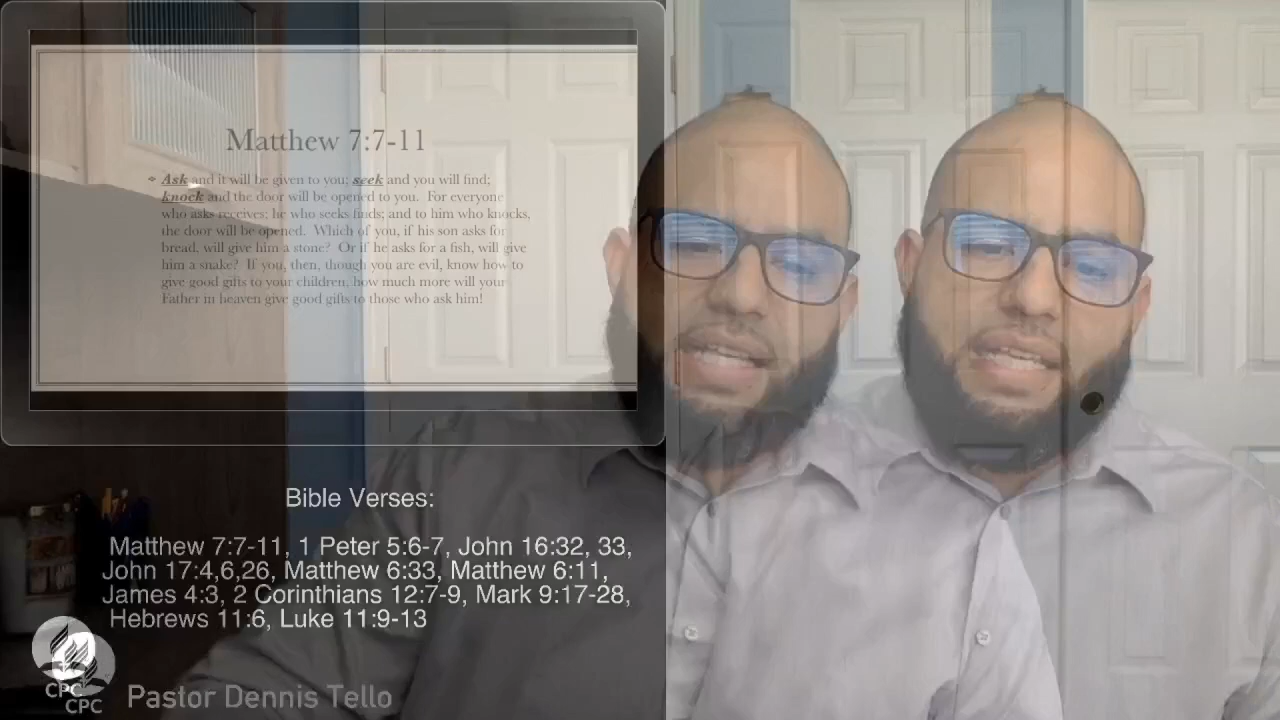 Matthew 7:7-11
❖ Ask and it will be given to you; seek and you will find;
knock and the door will be opened to you. For everyone
who asks receives; he who seeks finds; and to him who knocks,
the door will be opened. Which of you, if his son asks for
bread, will give him a stone? Or if he asks for a fish, will give
him a snake? If you, then, though you are evil, know how to
give good gifts to your children, how much more will your
Father in heaven give good gifts to those who ask him!
Bible Verses:
Matthew 7:7-11, 1 Peter 5:6-7, John 16:32, 33,
John 17:4,6,26, Matthew 6:33, Matthew 6:11,
James 4:3, 2 Corinthians 12:7-9, Mark 9:17-28,
Hebrews 11:6, Luke 11:9-13
CPC
CPC
Pastor Dennis Tello